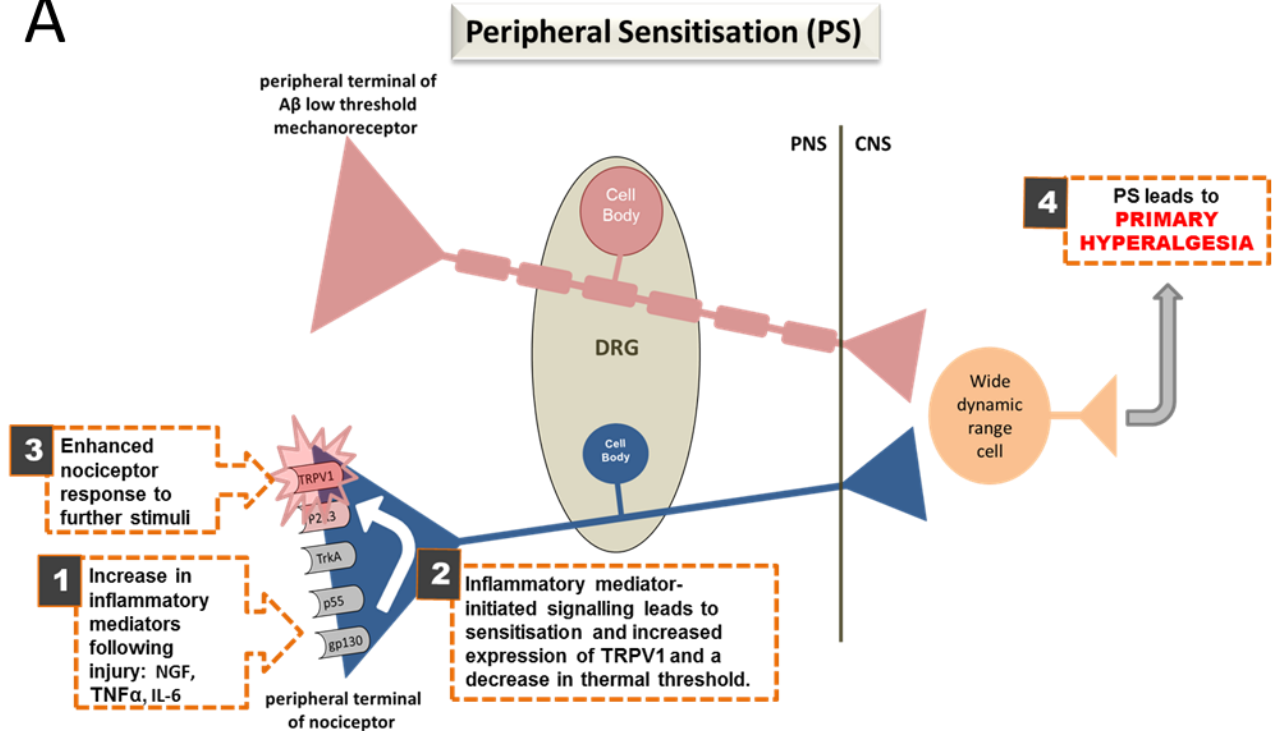 A
Peripheral Sensitisation (PS)
peripheral terminal of
Aβ low threshold
mechanoreceptor
PNS
CNS
Cell
Body
DRG
Cell
Body
4
PS leads to
PRIMARY
HYPERALGESIA
Wide
dynamic
range
cell
3
Enhanced
nociceptor
response to
further stimuli
TRPV1
TrkA
p55
gp130
1
Increase in
inflammatory
mediators
following
injury: NGF,
TNFα, IL-6
2
Inflammatory mediator-
initiated signalling leads to
sensitisation and increased
expression of TRPV1 and a
decrease in thermal threshold.
peripheral terminal
of nociceptor